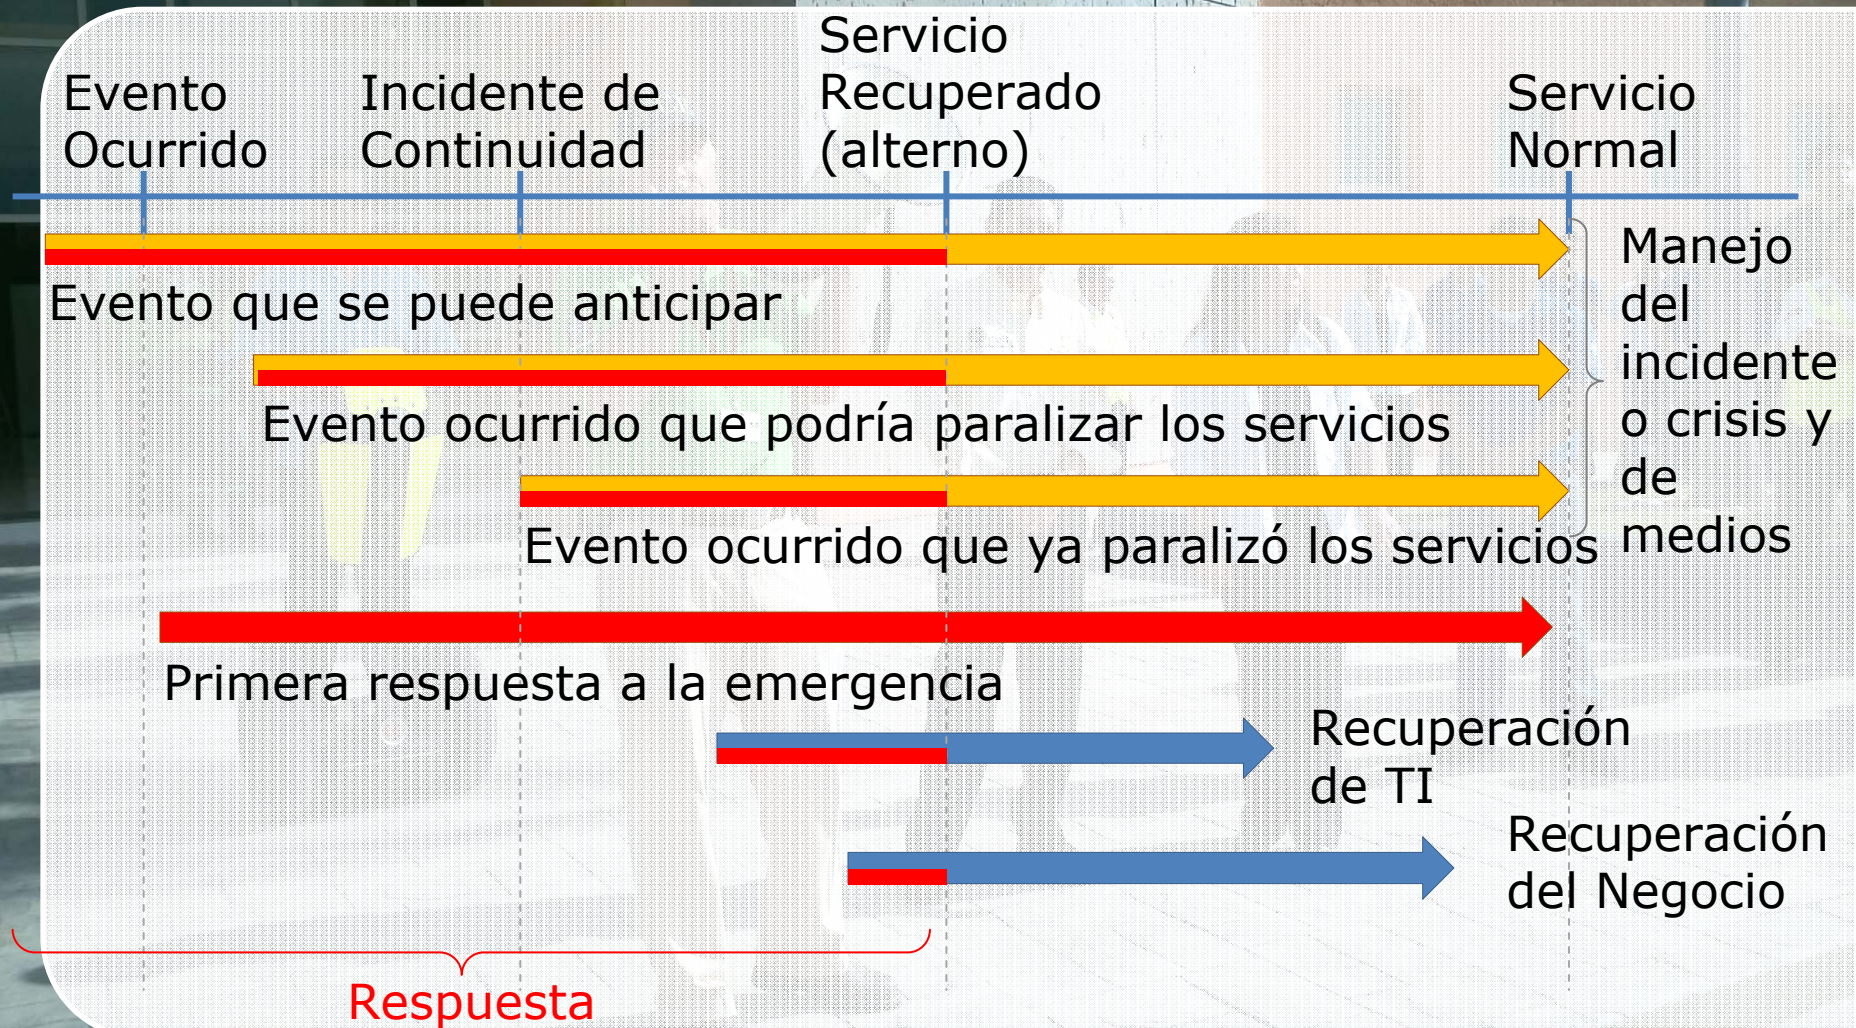 Evento
Ocurrido
Incidente de
Continuidad
Servicio
Recuperado
(alterno)
Servicio
Normal
Evento que se puede anticipar
Evento ocurrido que podría paralizar los servicios
Evento ocurrido que ya paralizó los servicios
Manejo
del
incidente
o crisis y
de
medios
Primera respuesta a la emergencia
Recuperación
de TI
Recuperación
del Negocio
Respuesta